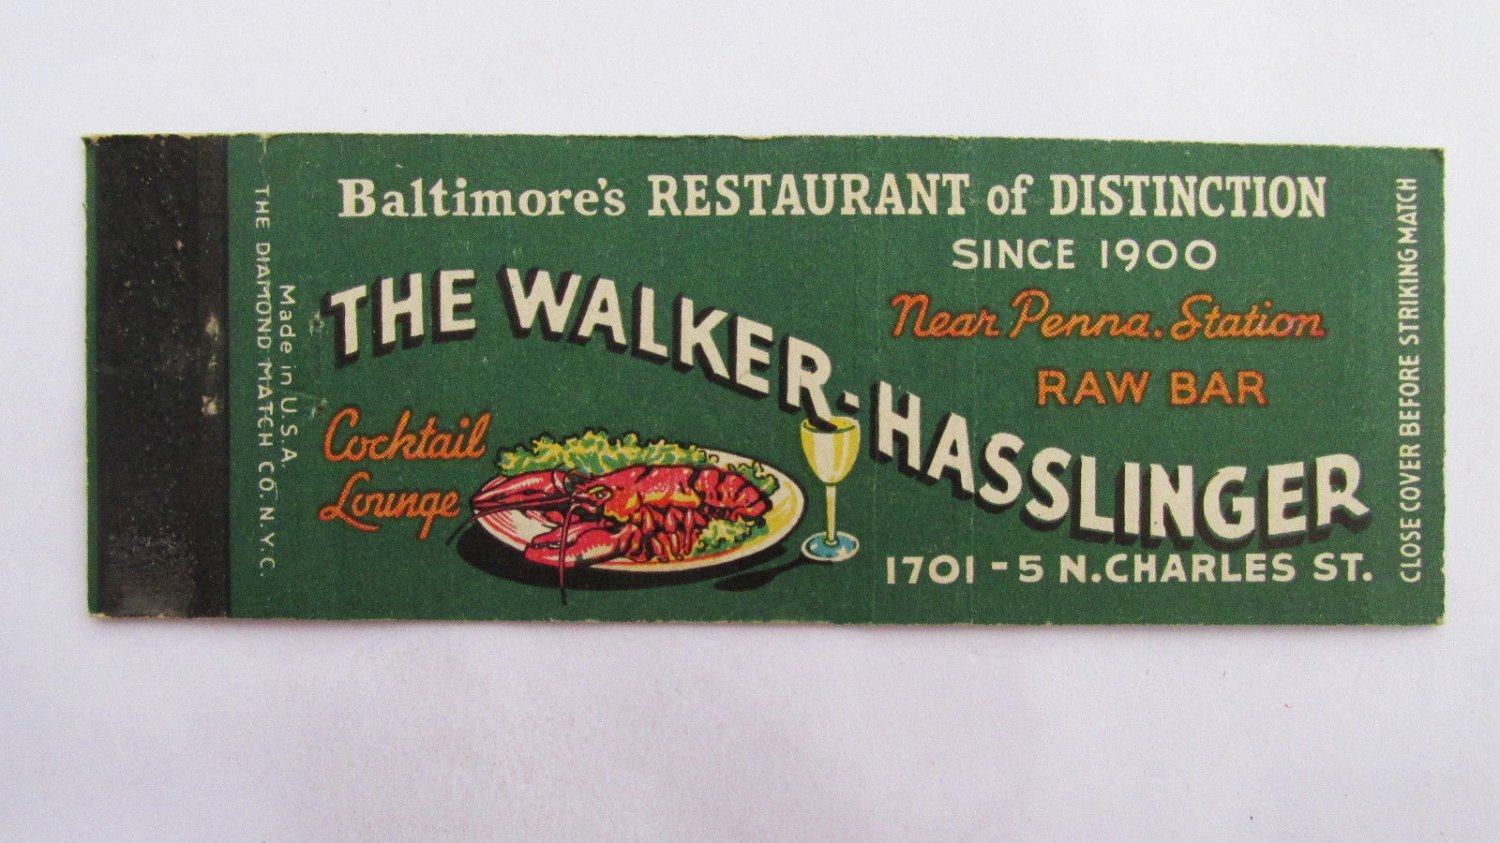 Baltimore's RESTAURANT of DISTINCTION
SINCE 1900
THE WALKER-HASSLINGER
Near Penna. Station
RAW BAR
Cocktail
Lounge
1701-5 N. CHARLES ST.
CLOSE COVER BEFORE STRIKING MATCH
Made in U.S.A.
THE DIAMOND MATCH CO. N.Y.C.